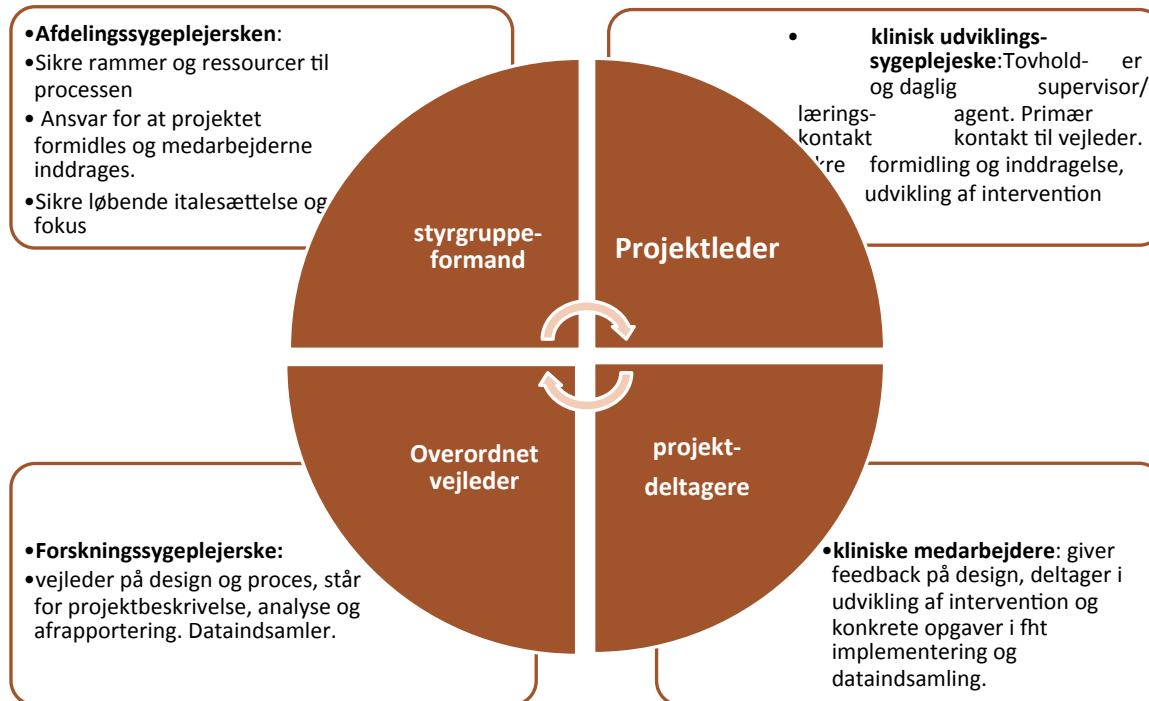 •Afdelingssygeplejersken:
•Sikre rammer og ressourcer til
processen
• Ansvar for at projektet
formidles og medarbejderne
inddrages.
•Sikre løbende italesættelse og
fokus
• klinisk udviklings-
sygeplejeske:Tovhold- er
og daglig supervisor/
lærings- agent. Primær
kontakt kontakt til vejleder.
kre formidling og inddragelse,
udvikling af intervention
styrgruppe-
formand
Projektleder
Overordnet
vejleder
projekt-
deltagere
•Forskningssygeplejerske:
•vejleder på design og proces, står
for projektbeskrivelse, analyse og
afrapportering. Dataindsamler.
•kliniske medarbejdere: giver
feedback på design, deltager i
udvikling af intervention og
konkrete opgaver i fht
implementering og
dataindsamling.